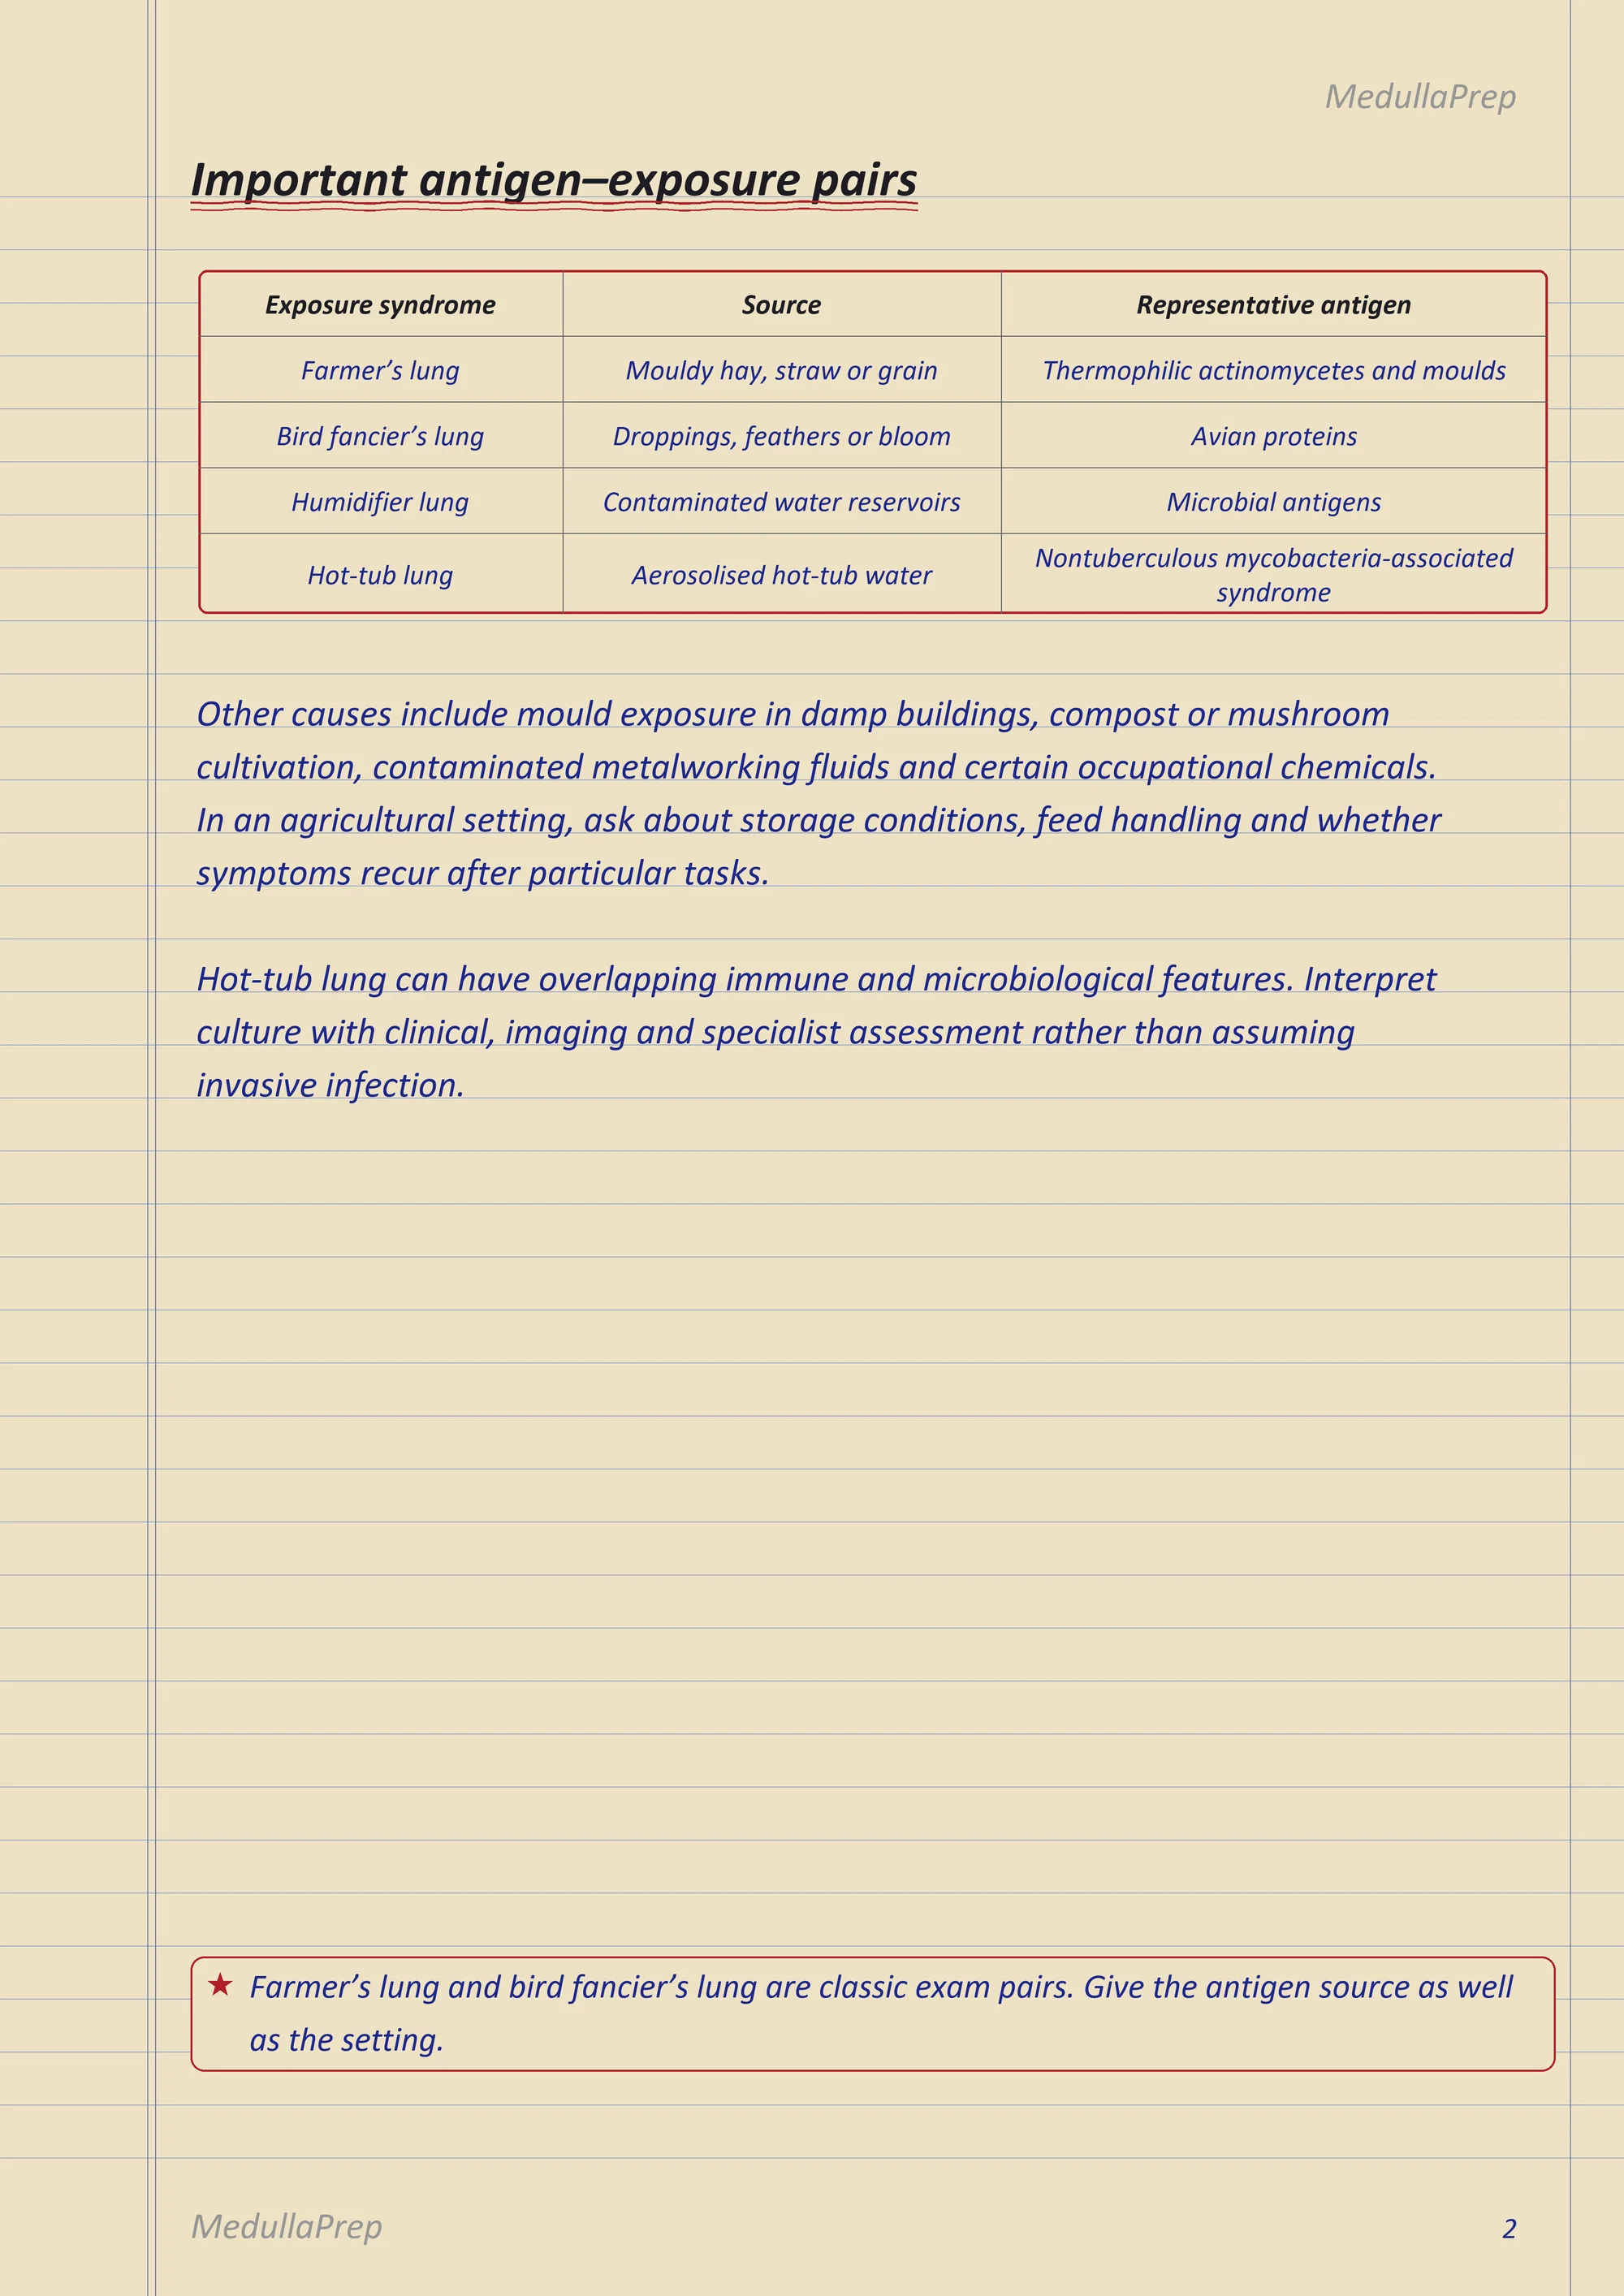 MedullaPrep
Important antigen–exposure pairs
Exposure syndrome Source Representative antigen
Farmer’s lung Mouldy hay, straw or grain Thermophilic actinomycetes and moulds
Bird fancier’s lung Droppings, feathers or bloom Avian proteins
Humidifier lung Contaminated water reservoirs Microbial antigens
Hot-tub lung Aerosolised hot-tub water Nontuberculous mycobacteria-associated
syndrome
Other causes include mould exposure in damp buildings, compost or mushroom
cultivation, contaminated metalworking fluids and certain occupational chemicals.
In an agricultural setting, ask about storage conditions, feed handling and whether
symptoms recur after particular tasks.
Hot-tub lung can have overlapping immune and microbiological features. Interpret
culture with clinical, imaging and specialist assessment rather than assuming
invasive infection.
★ Farmer’s lung and bird fancier’s lung are classic exam pairs. Give the antigen source as well
as the setting.
MedullaPrep 2